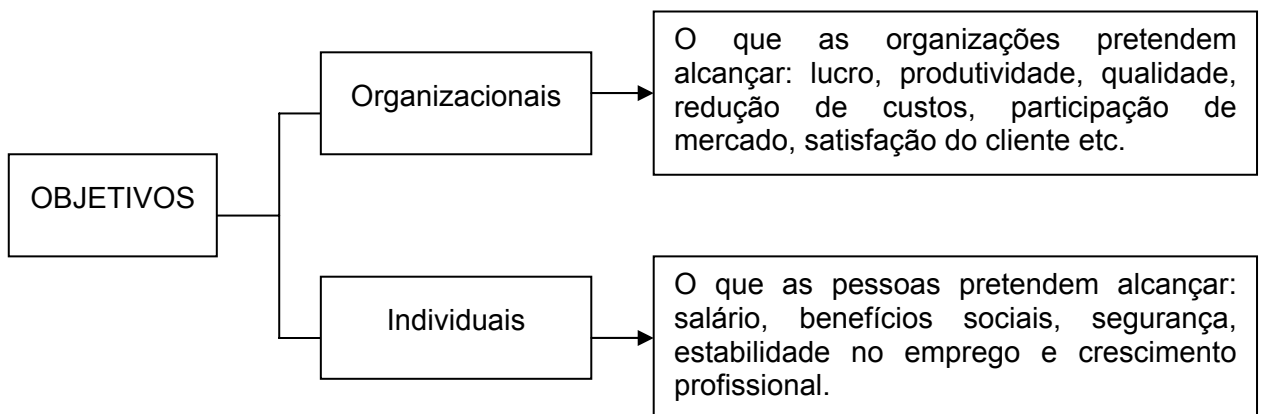 OBJETIVOS
Organizacionais
O que as organizações pretendem
alcançar: lucro, produtividade, qualidade,
redução de custos, participação de
mercado, satisfação do cliente etc.
Individuais
O que as pessoas pretendem alcançar:
salário, benefícios sociais, segurança,
estabilidade no emprego e crescimento
profissional.